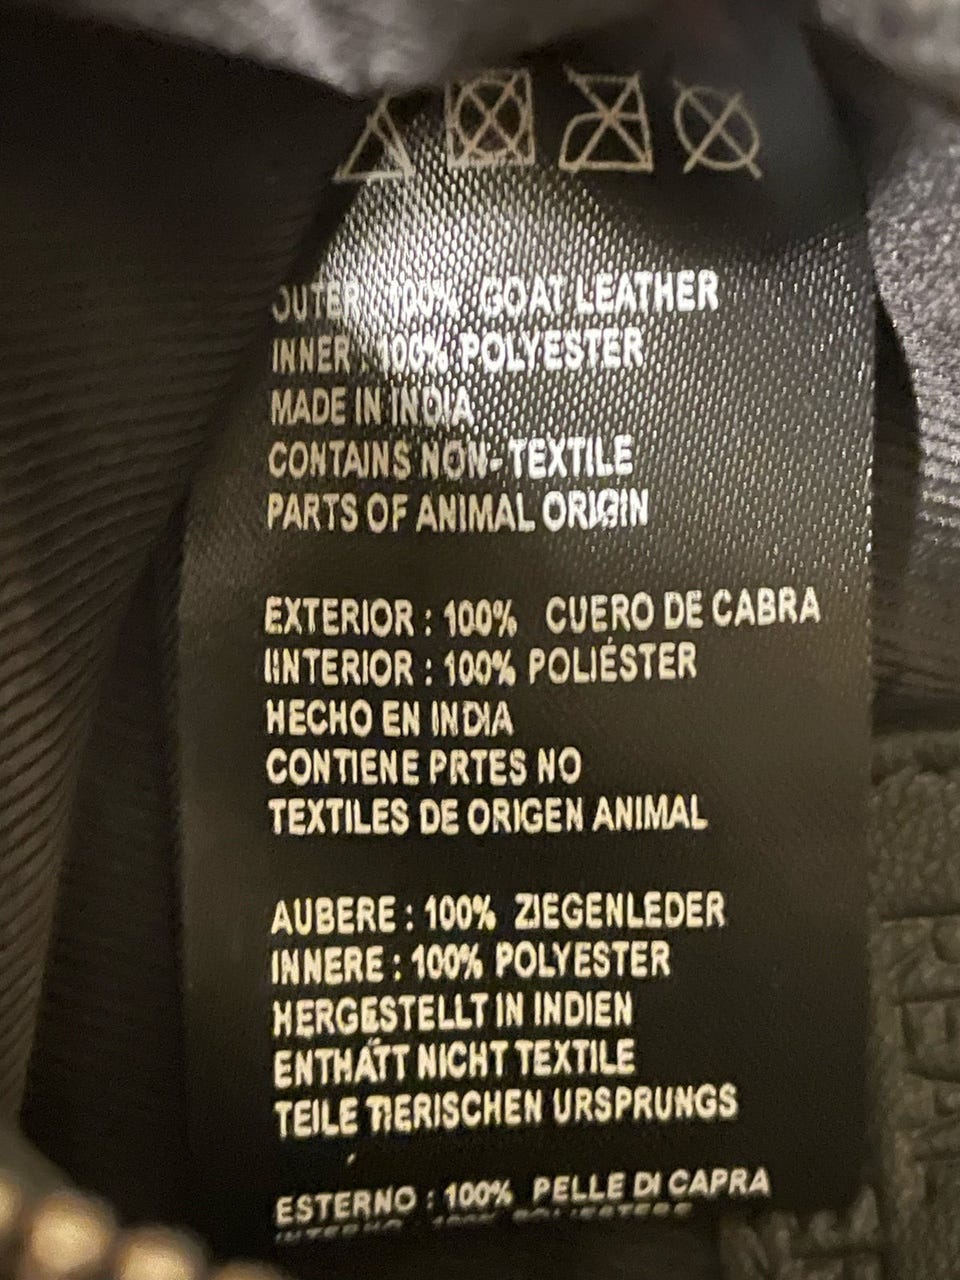 OUTER : 100% GOAT LEATHER
INNER : 100% POLYESTER
MADE IN INDIA
CONTAINS NON-TEXTILE
PARTS OF ANIMAL ORIGIN
EXTERIOR : 100% CUERO DE CABRA
IINTERIOR : 100% POLIÉSTER
HECHO EN INDIA
CONTIENE PRTES NO
TEXTILES DE ORIGEN ANIMAL
AUBERE : 100% ZIEGENLEDER
INNERE : 100% POLYESTER
HERGESTELLT IN INDIEN
ENTHÄTT NICHT TEXTILE
TEILE TIERISCHEN URSPRUNGS
ESTERNO : 100% PELLE DI CAPRA